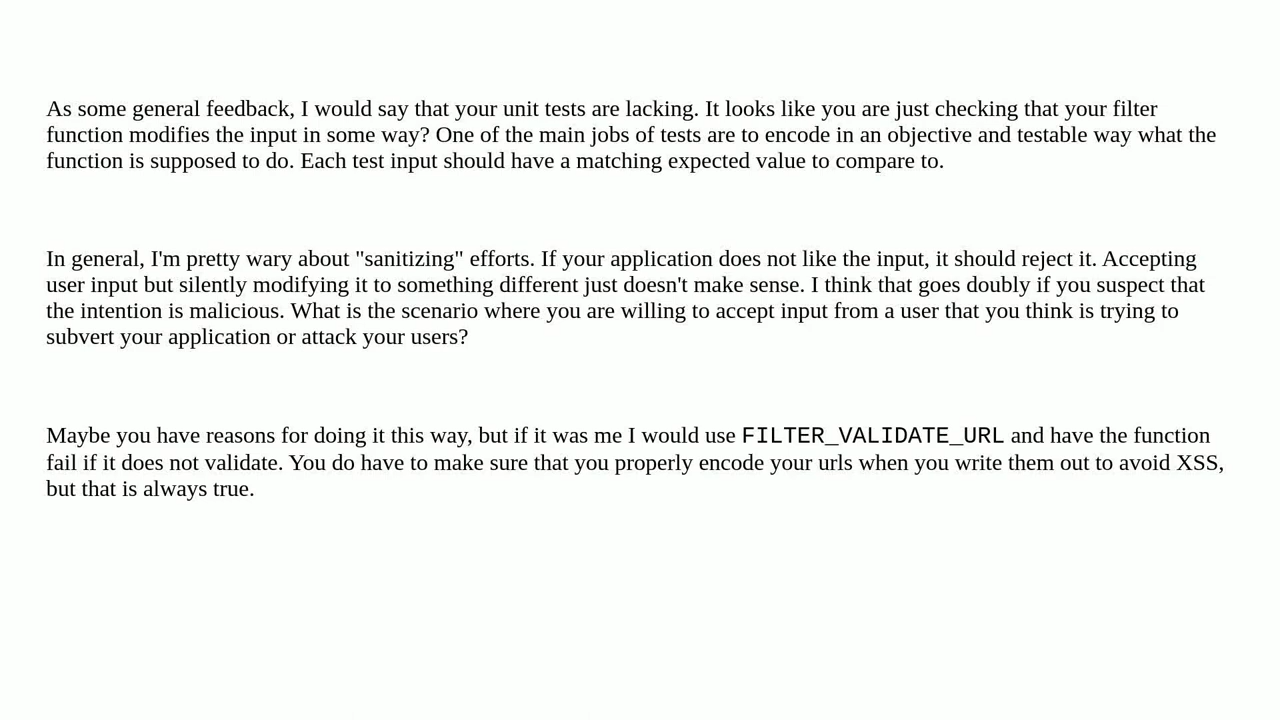 As some general feedback, I would say that your unit tests are lacking. It looks like you are just checking that your filter
function modifies the input in some way? One of the main jobs of tests are to encode in an objective and testable way what the
function is supposed to do. Each test input should have a matching expected value to compare to.
In general, I'm pretty wary about "sanitizing" efforts. If your application does not like the input, it should reject it. Accepting
user input but silently modifying it to something different just doesn't make sense. I think that goes doubly if you suspect that
the intention is malicious. What is the scenario where you are willing to accept input from a user that you think is trying to
subvert your application or attack your users?
Maybe you have reasons for doing it this way, but if it was me I would use FILTER_VALIDATE_URL and have the function
fail if it does not validate. You do have to make sure that you properly encode your urls when you write them out to avoid XSS,
but that is always true.